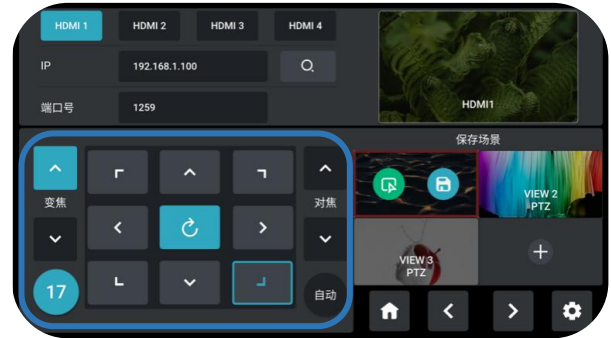 HDMI 1 HDMI 2 HDMI 3 HDMI 4
IP 192.168.1.100
端口号 1259
HDMI1
保存场景
变焦
对焦
17
自动
VIEW 2
PTZ
VIEW 3
PTZ